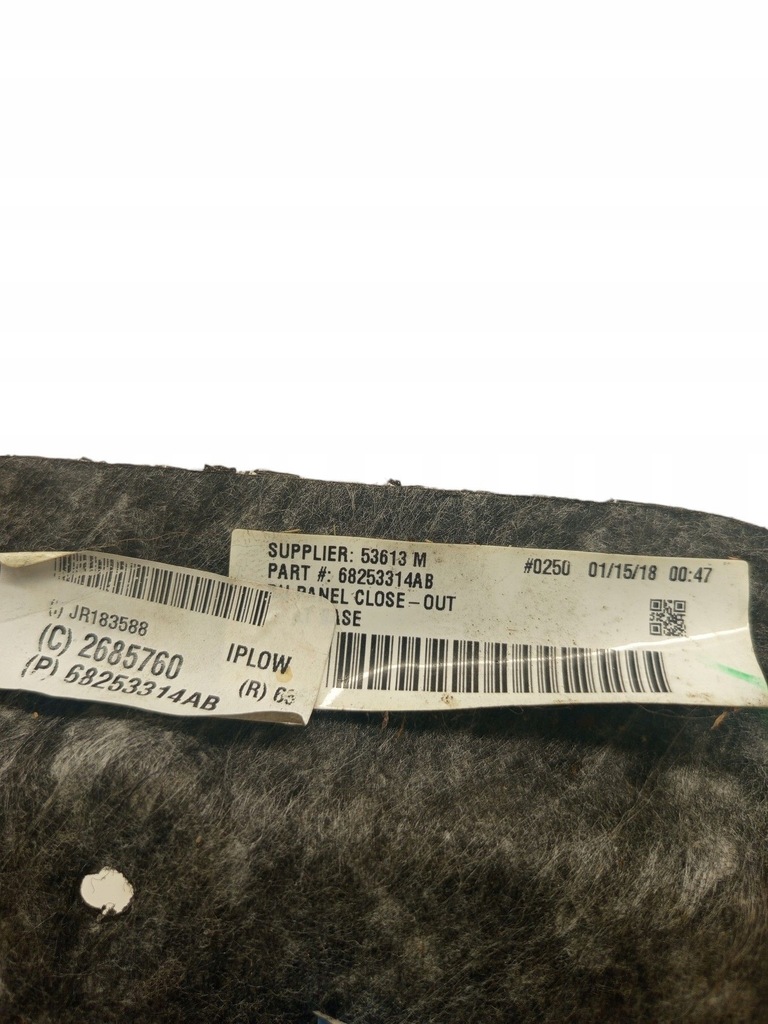 SUPPLIER: 53613 M
PART #: 68253314AB
PANEL CLOSE-OUT
#0250 01/15/18 00:47
JR183588
(C) 2685760
IPLOW
(P) 68253314AB
(R)